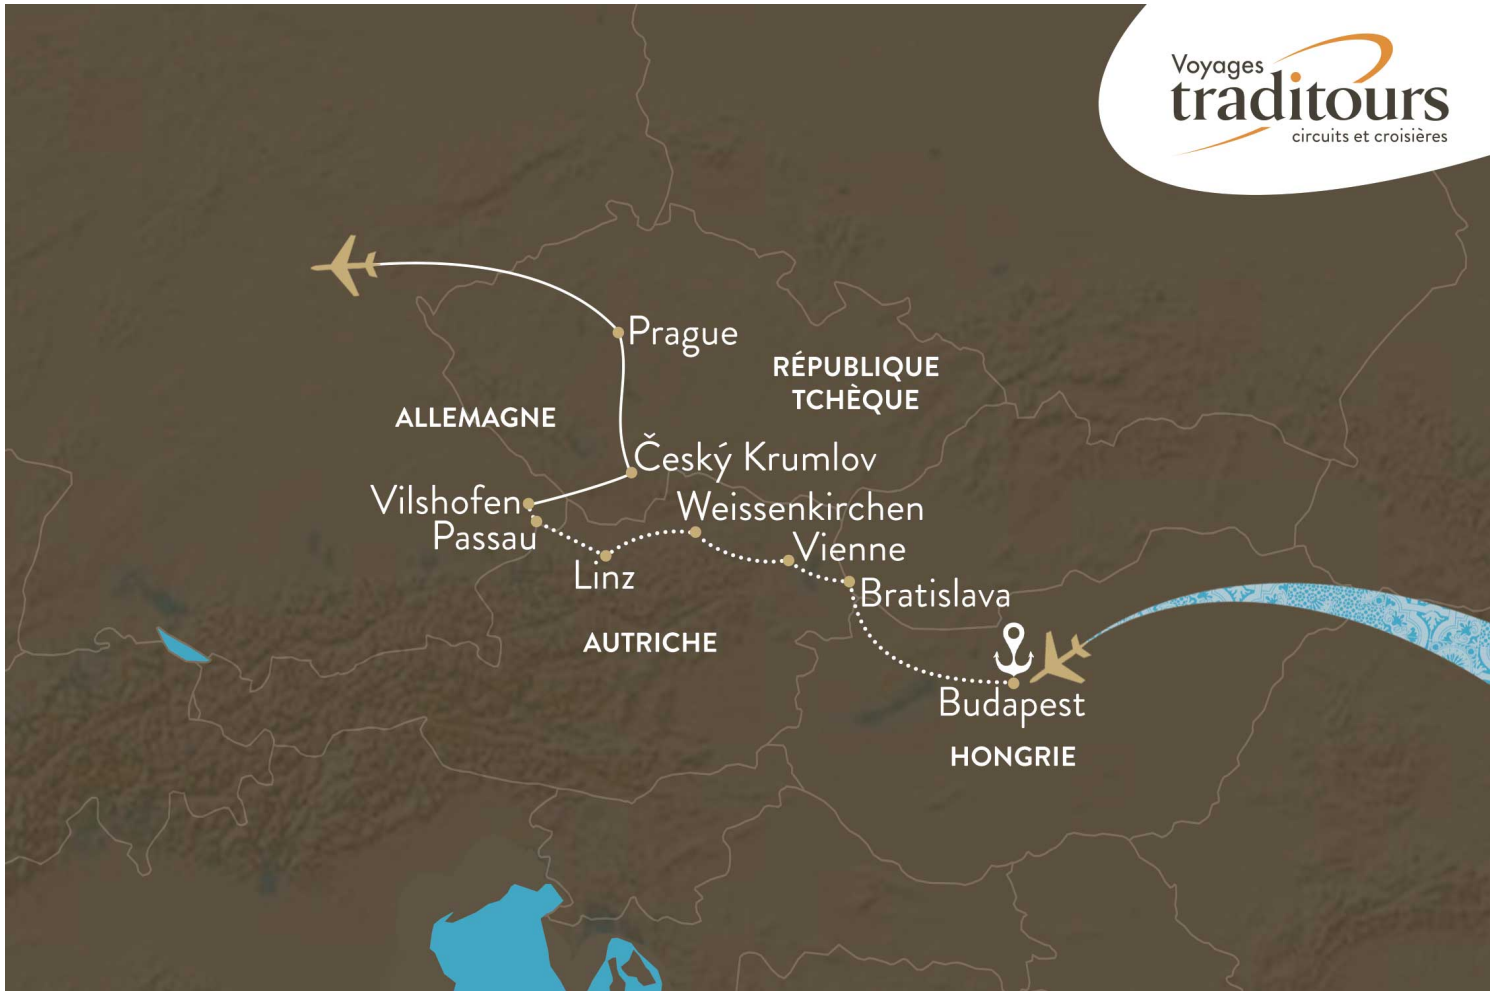 Voyages
traditours
circuits et croisières
Prague
RÉPUBLIQUE
TCHÈQUE
ALLEMAGNE
Český Krumlov
Vilshofen
Weissenkirchen
Passau
Vienne
Linz
Bratislava
AUTRICHE
Budapest
HONGRIE